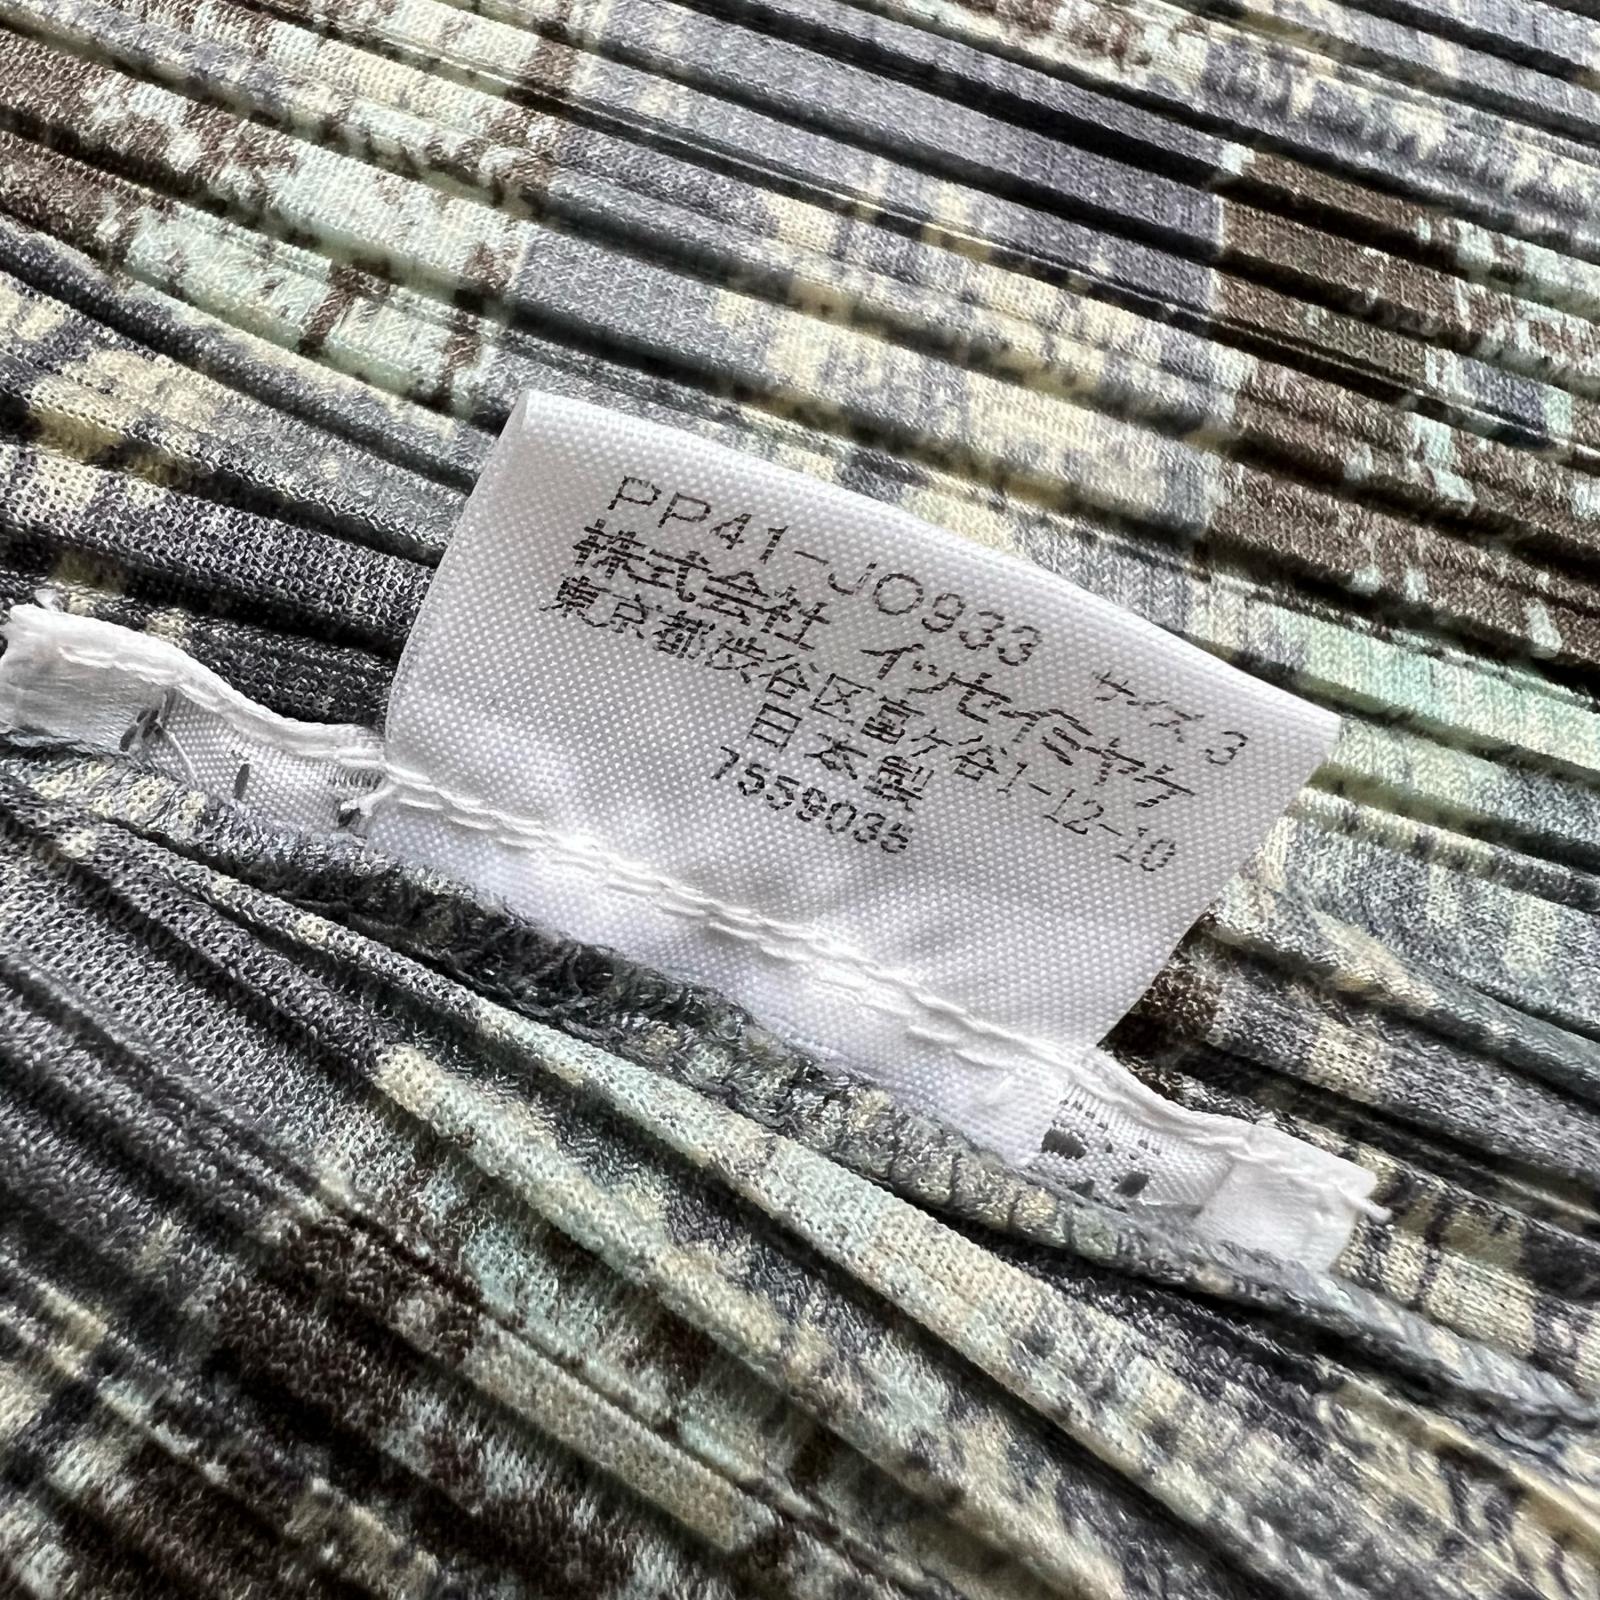 PP41-JO933 サイズ 3
株式会社 イッセイミヤケ
東京都渋谷区富ヶ谷1-12-10
日本製
7559035